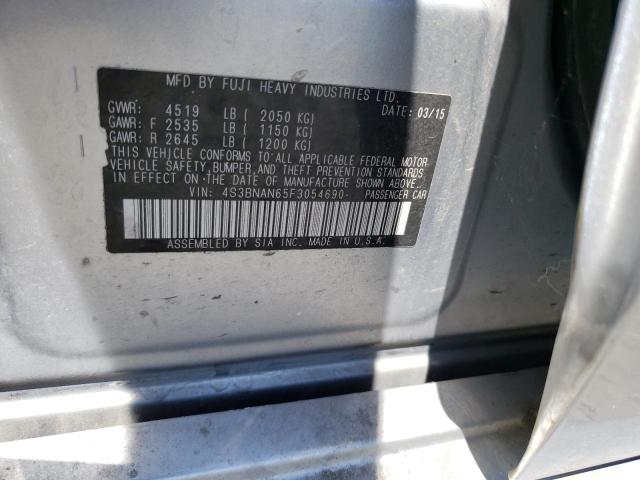 MFD BY FUJI HEAVY INDUSTRIES LTD.
GVWR: 4519 LB ( 2050 KG) DATE: 03/15
GAWR: F 2535 LB ( 1150 KG)
GAWR: R 2645 LB ( 1200 KG)
THIS VEHICLE CONFORMS TO ALL APPLICABLE FEDERAL MOTOR
VEHICLE SAFETY, BUMPER, AND THEFT PREVENTION STANDARDS
IN EFFECT ON THE DATE OF MANUFACTURE SHOWN ABOVE.
VIN: 4S3BNAN65F3054690 PASSENGER CAR
ASSEMBLED BY SIA INC. MADE IN U.S.A.